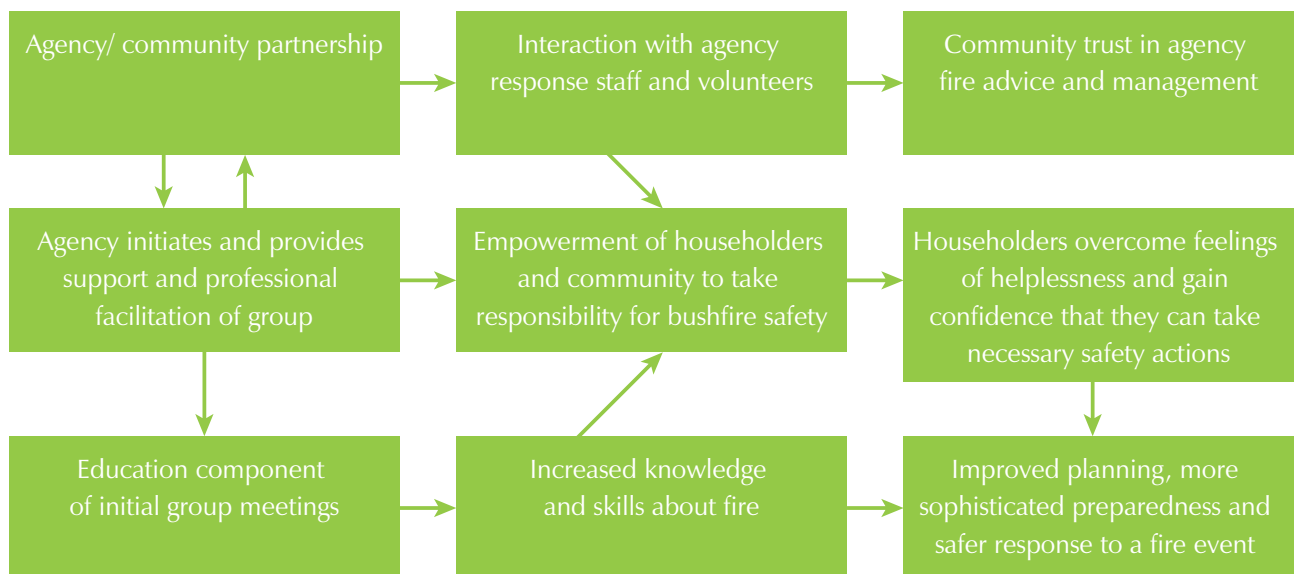 Agency/ community partnership
Interaction with agency
response staff and volunteers
Community trust in agency
fire advice and management
Agency initiates and provides
support and professional
facilitation of group
Empowerment of householders
and community to take
responsibility for bushfire safety
Householders overcome feelings
of helplessness and gain
confidence that they can take
necessary safety actions
Education component
of initial group meetings
Increased knowledge
and skills about fire
Improved planning, more
sophisticated preparedness and
safer response to a fire event